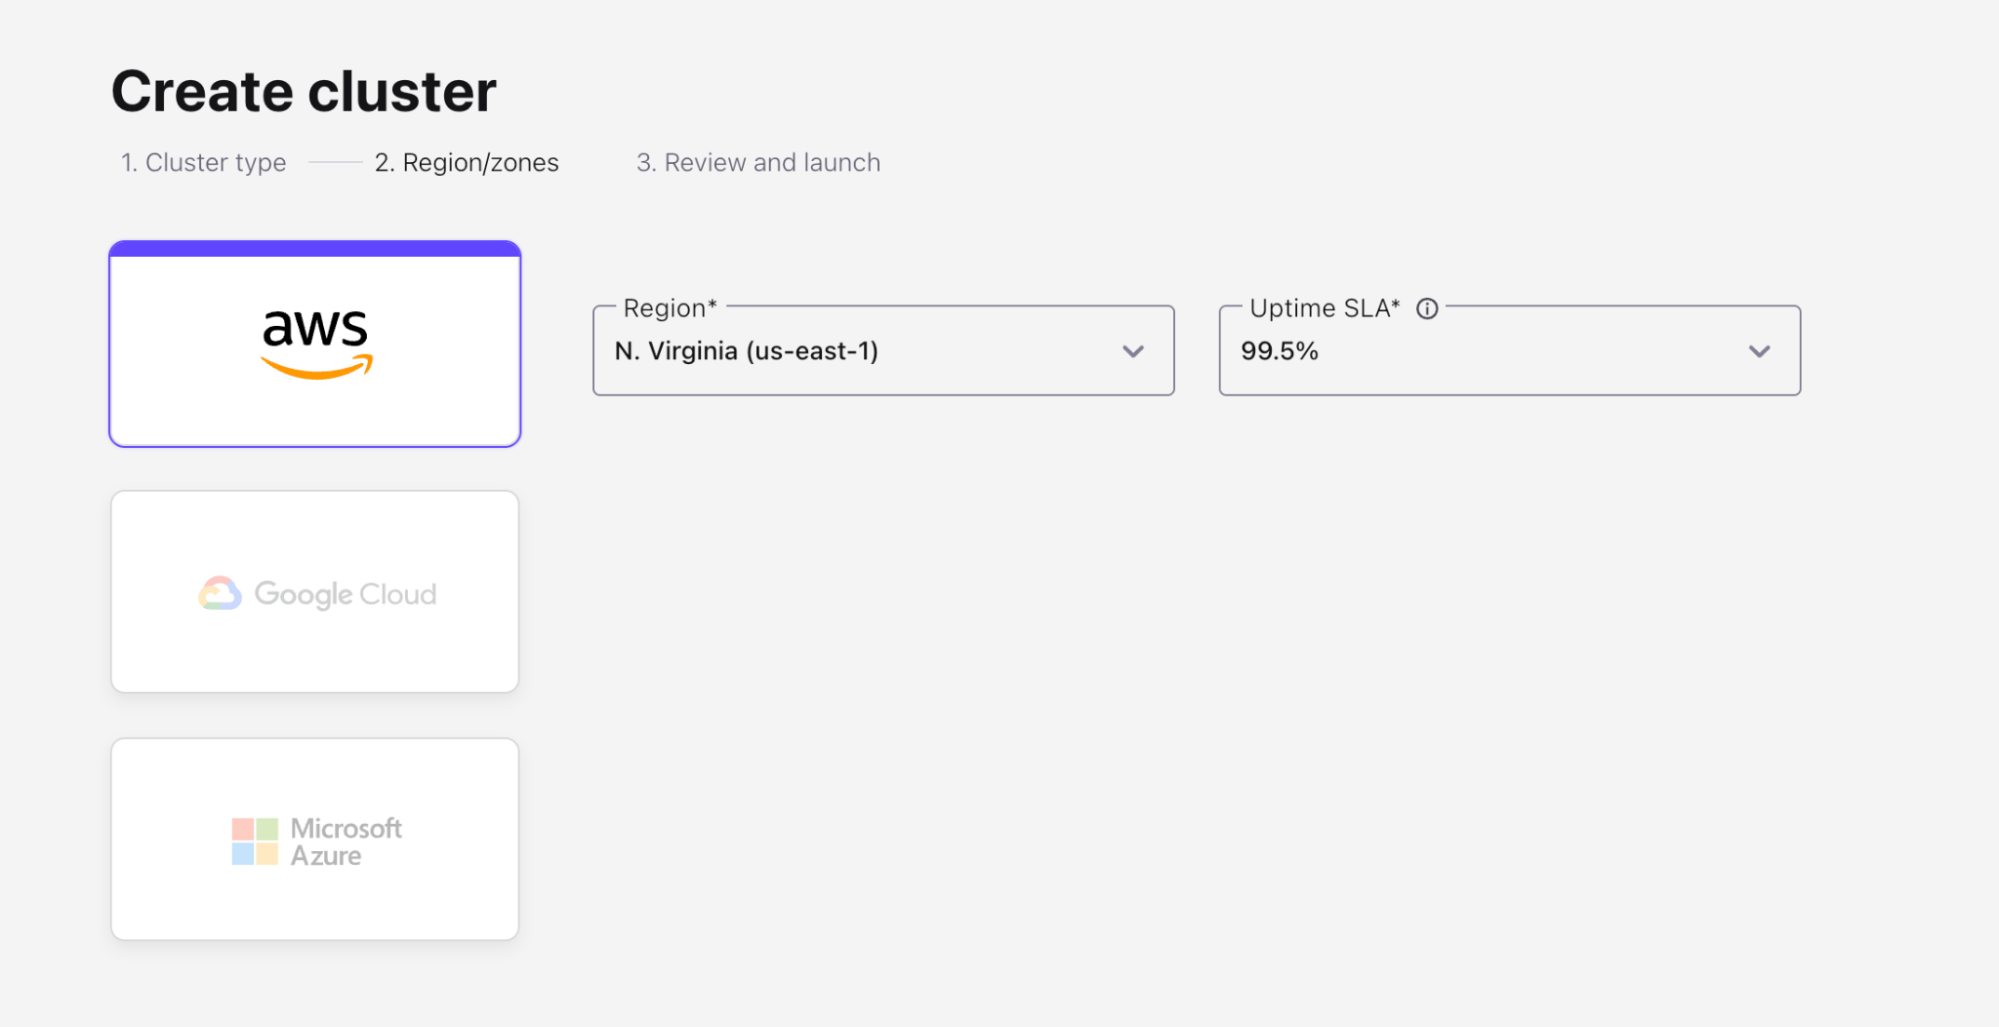 Create cluster
1. Cluster type 2. Region/zones 3. Review and launch
aws
Region*
N. Virginia (us-east-1)
Uptime SLA*
99.5%
Google Cloud
Microsoft
Azure